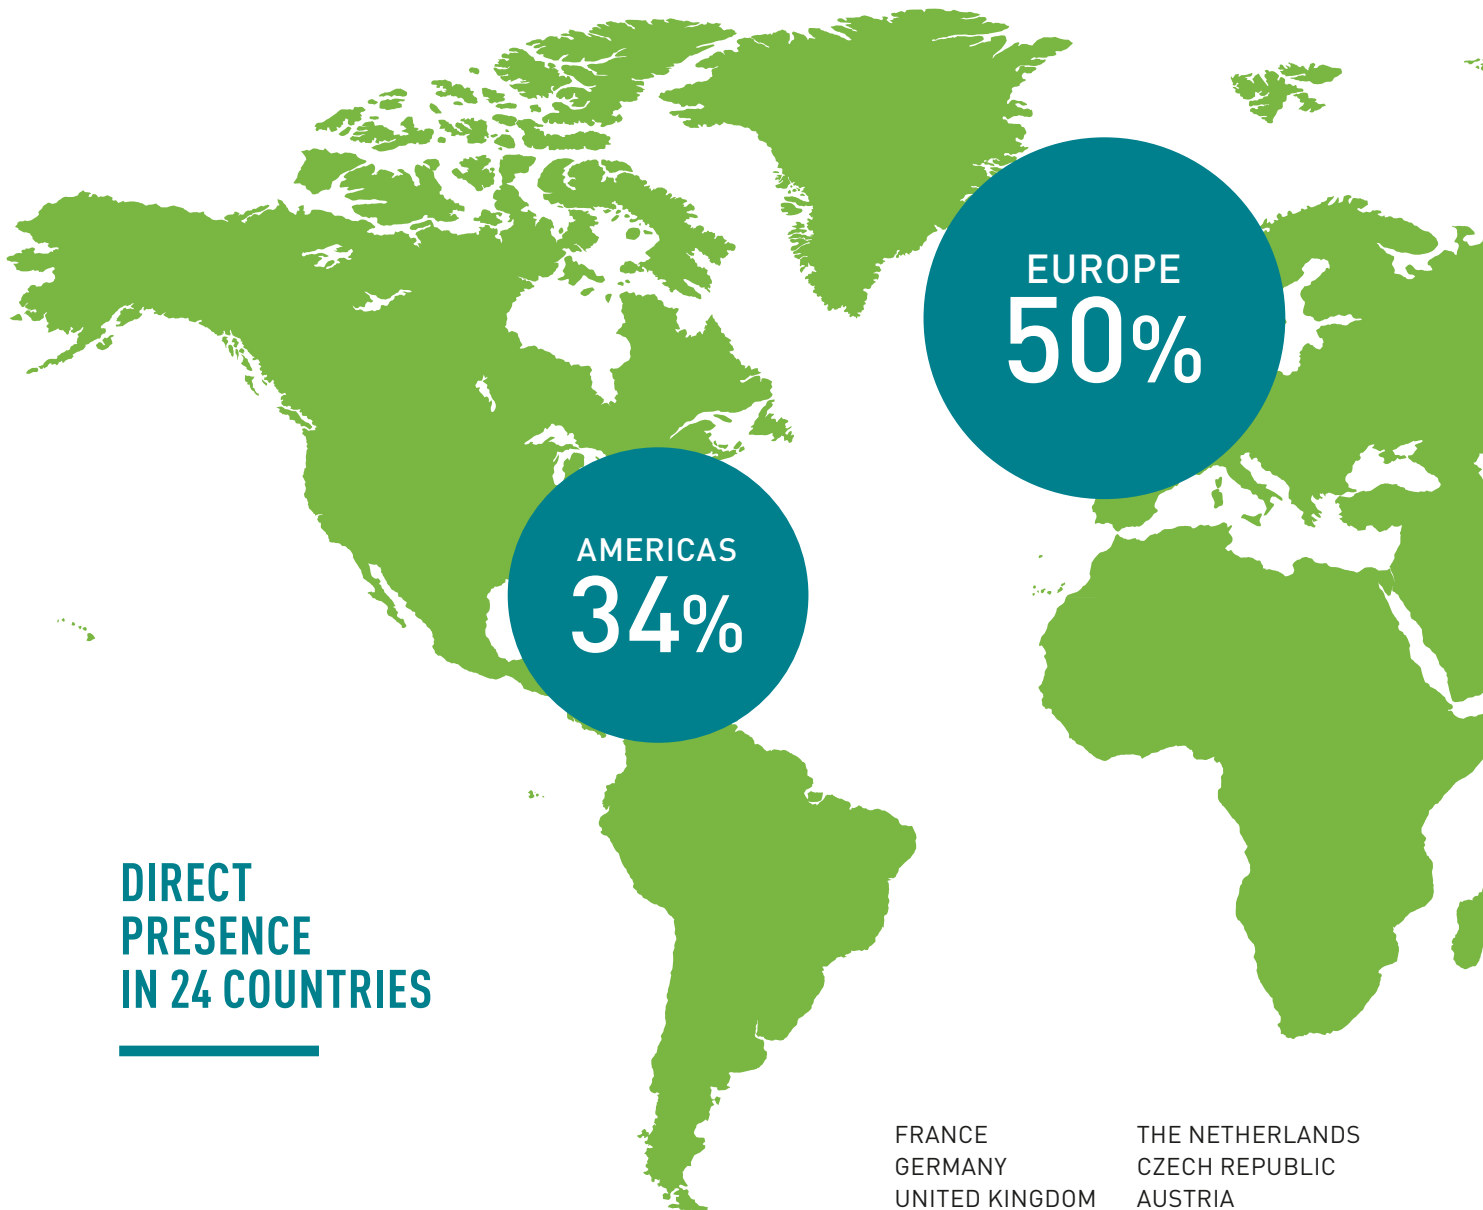 EUROPE
50%
AMERICAS
34%
DIRECT
PRESENCE
IN 24 COUNTRIES
FRANCE
GERMANY
UNITED KINGDOM
THE NETHERLANDS
CZECH REPUBLIC
AUSTRIA